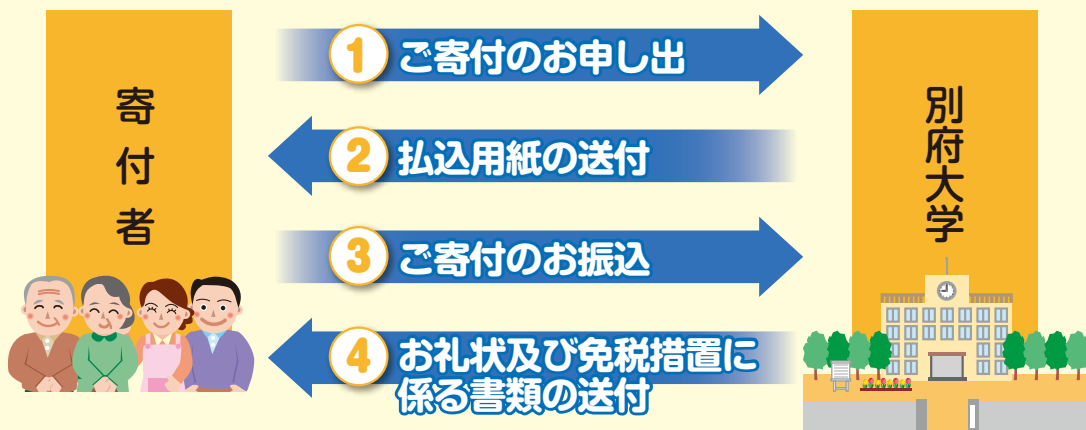 寄付者
①ご寄付のお申し出
②払込用紙の送付
③ご寄付のお振込
④お礼状及び免税措置に
係る書類の送付
別府大学